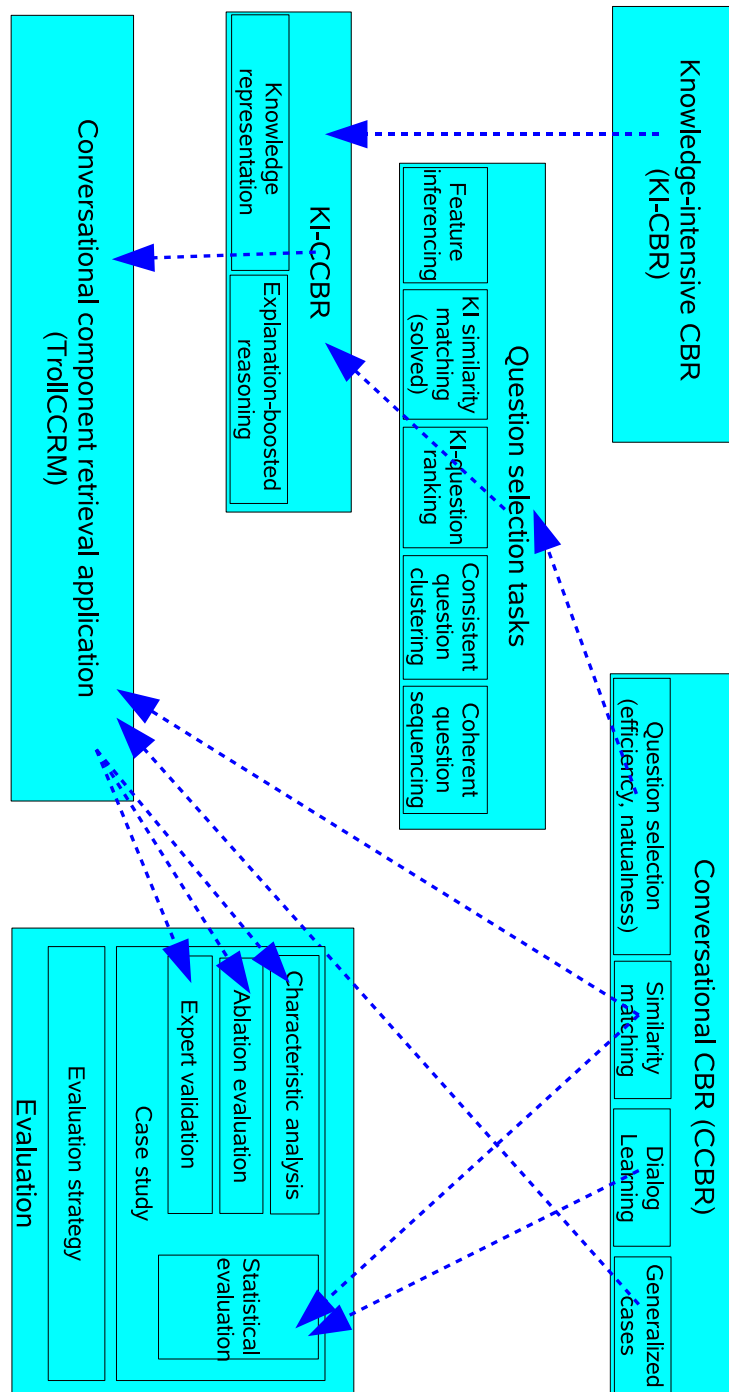 Knowledge-intensive CBR
(KI-CBR)
Conversational CBR (CCBR)
Question selection
(efficiency, natualness)
Similarity
matching
Dialog
Learning
Generalized
cases
Question selection tasks
Feature
inferencing
KI similarity
matching
(solved)
KI-question
ranking
Consistent
question
clustering
Coherent
question
sequencing
KI-CCBR
Knowledge
representation
Explanation-boosted
reasoning
Conversational component retrieval application
(TrollCCRM)
Characteristic analysis
Ablation evaluation
Expert validation
Case study
Statistical
evaluation
Evaluation strategy
Evaluation